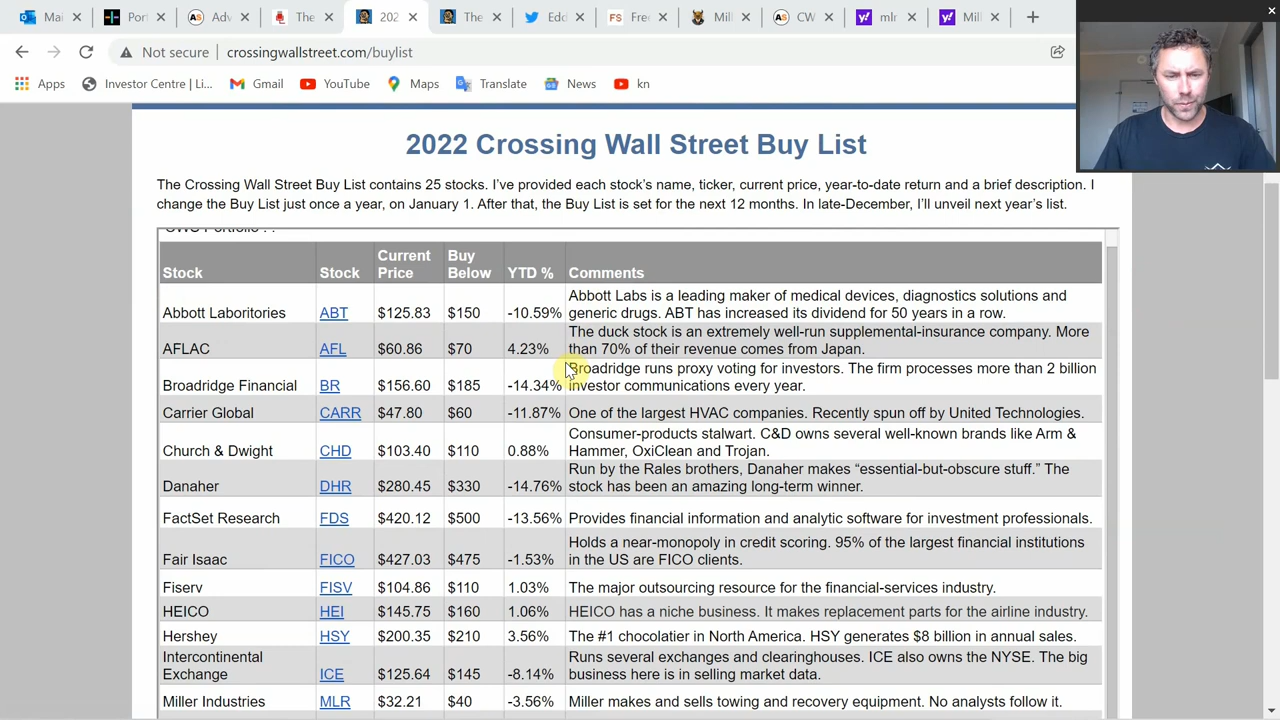 Mai
Port
Adv
The
202
The
Edd
Free
Mill
CW
mlr
Mill
Not secure
crossingwallstreet.com/buylist
Apps
Investor Centre | Li...
Gmail
YouTube
Maps
Translate
News
kn
2022 Crossing Wall Street Buy List
The Crossing Wall Street Buy List contains 25 stocks. I've provided each stock's name, ticker, current price, year-to-date return and a brief description. I
change the Buy List just once a year, on January 1. After that, the Buy List is set for the next 12 months. In late-December, I'll unveil next year's list.
CWS Portfolio : :
Stock Stock Current Price Buy Below YTD % Comments
Abbott Laboritories ABT $125.83 $150 -10.59% Abbott Labs is a leading maker of medical devices, diagnostics solutions and
generic drugs. ABT has increased its dividend for 50 years in a row.
AFLAC AFL $60.86 $70 4.23% The duck stock is an extremely well-run supplemental-insurance company. More
than 70% of their revenue comes from Japan.
Broadridge Financial BR $156.60 $185 -14.34% Broadridge runs proxy voting for investors. The firm processes more than 2 billion
investor communications every year.
Carrier Global CARR $47.80 $60 -11.87% One of the largest HVAC companies. Recently spun off by United Technologies.
Church & Dwight CHD $103.40 $110 0.88% Consumer-products stalwart. C&D owns several well-known brands like Arm &
Hammer, OxiClean and Trojan.
Danaher DHR $280.45 $330 -14.76% Run by the Rales brothers, Danaher makes “essential-but-obscure stuff.” The
stock has been an amazing long-term winner.
FactSet Research FDS $420.12 $500 -13.56% Provides financial information and analytic software for investment professionals.
Fair Isaac FICO $427.03 $475 -1.53% Holds a near-monopoly in credit scoring. 95% of the largest financial institutions
in the US are FICO clients.
Fiserv FISV $104.86 $110 1.03% The major outsourcing resource for the financial-services industry.
HEICO HEI $145.75 $160 1.06% HEICO has a niche business. It makes replacement parts for the airline industry.
Hershey HSY $200.35 $210 3.56% The #1 chocolatier in North America. HSY generates $8 billion in annual sales.
Intercontinental
Exchange ICE $125.64 $145 -8.14% Runs several exchanges and clearinghouses. ICE also owns the NYSE. The big
business here is in selling market data.
Miller Industries MLR $32.21 $40 -3.56% Miller makes and sells towing and recovery equipment. No analysts follow it.